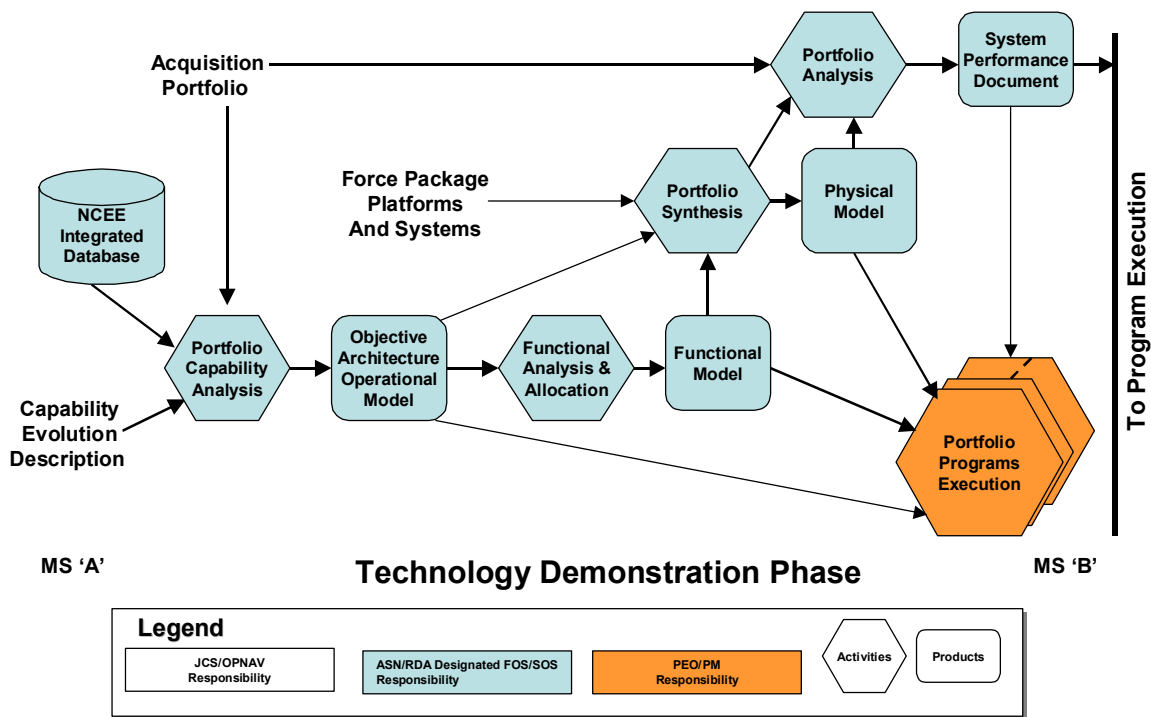 Acquisition
Portfolio
Portfolio
Analysis
System
Performance
Document
NCEE
Integrated
Database
Force Package
Platforms
And Systems
Portfolio
Synthesis
Physical
Model
Portfolio
Capability
Analysis
Objective
Architecture
Operational
Model
Functional
Analysis &
Allocation
Functional
Model
Capability
Evolution
Description
Portfolio
Programs
Execution
To Program Execution
MS ‘A’
Technology Demonstration Phase
MS ‘B’
Legend
JCS/OPNAV
Responsibility
ASN/RDA Designated FOS/SOS
Responsibility
PEO/PM
Responsibility
Activities
Products